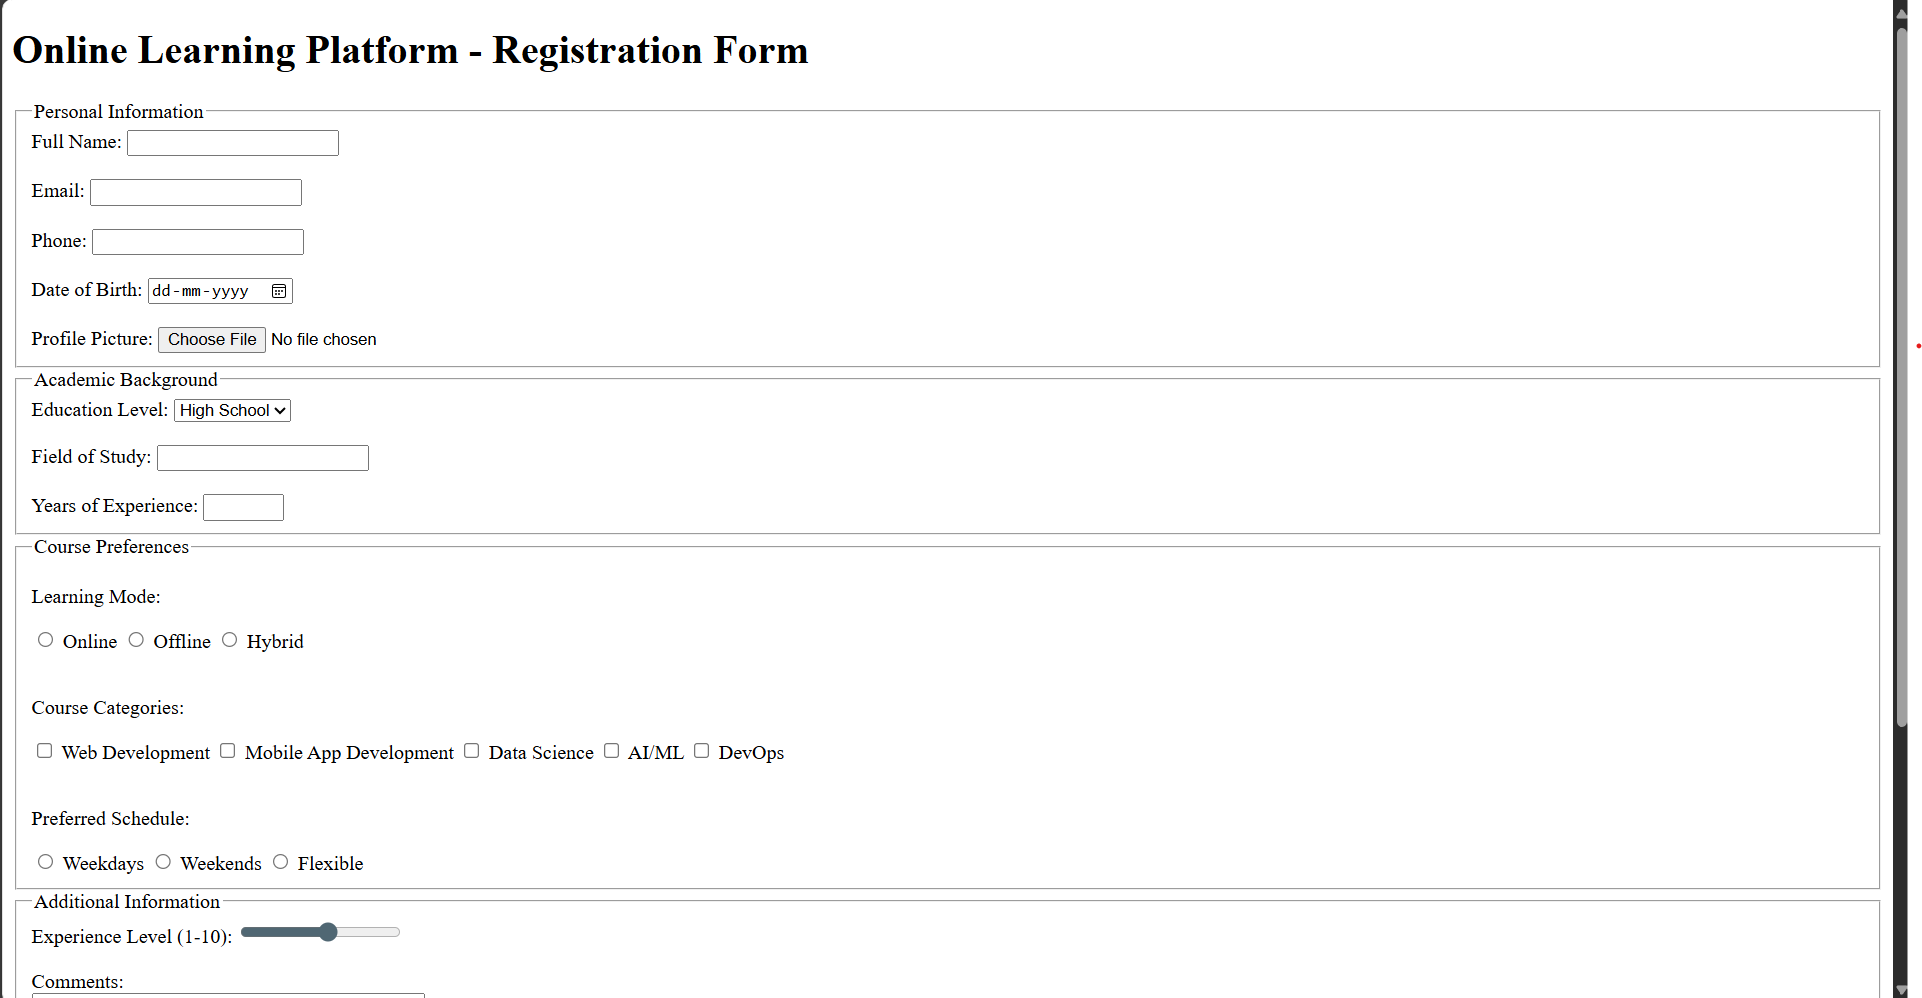 Online Learning Platform - Registration Form
Personal Information
Full Name:
Email:
Phone:
Date of Birth: dd-mm-yyyy
Profile Picture: Choose File No file chosen
Academic Background
Education Level: High School
Field of Study:
Years of Experience:
Course Preferences
Learning Mode:
Online Offline Hybrid
Course Categories:
Web Development Mobile App Development Data Science AI/ML DevOps
Preferred Schedule:
Weekdays Weekends Flexible
Additional Information
Experience Level (1-10):
Comments: